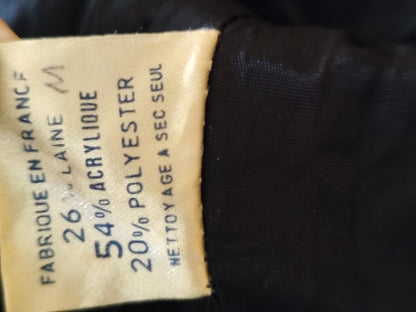 FABRIQUE EN FRANCE
26 % LAINE M
54% ACRYLIQUE
20% POLYESTER
NETTOYAGE A SEC SEUL